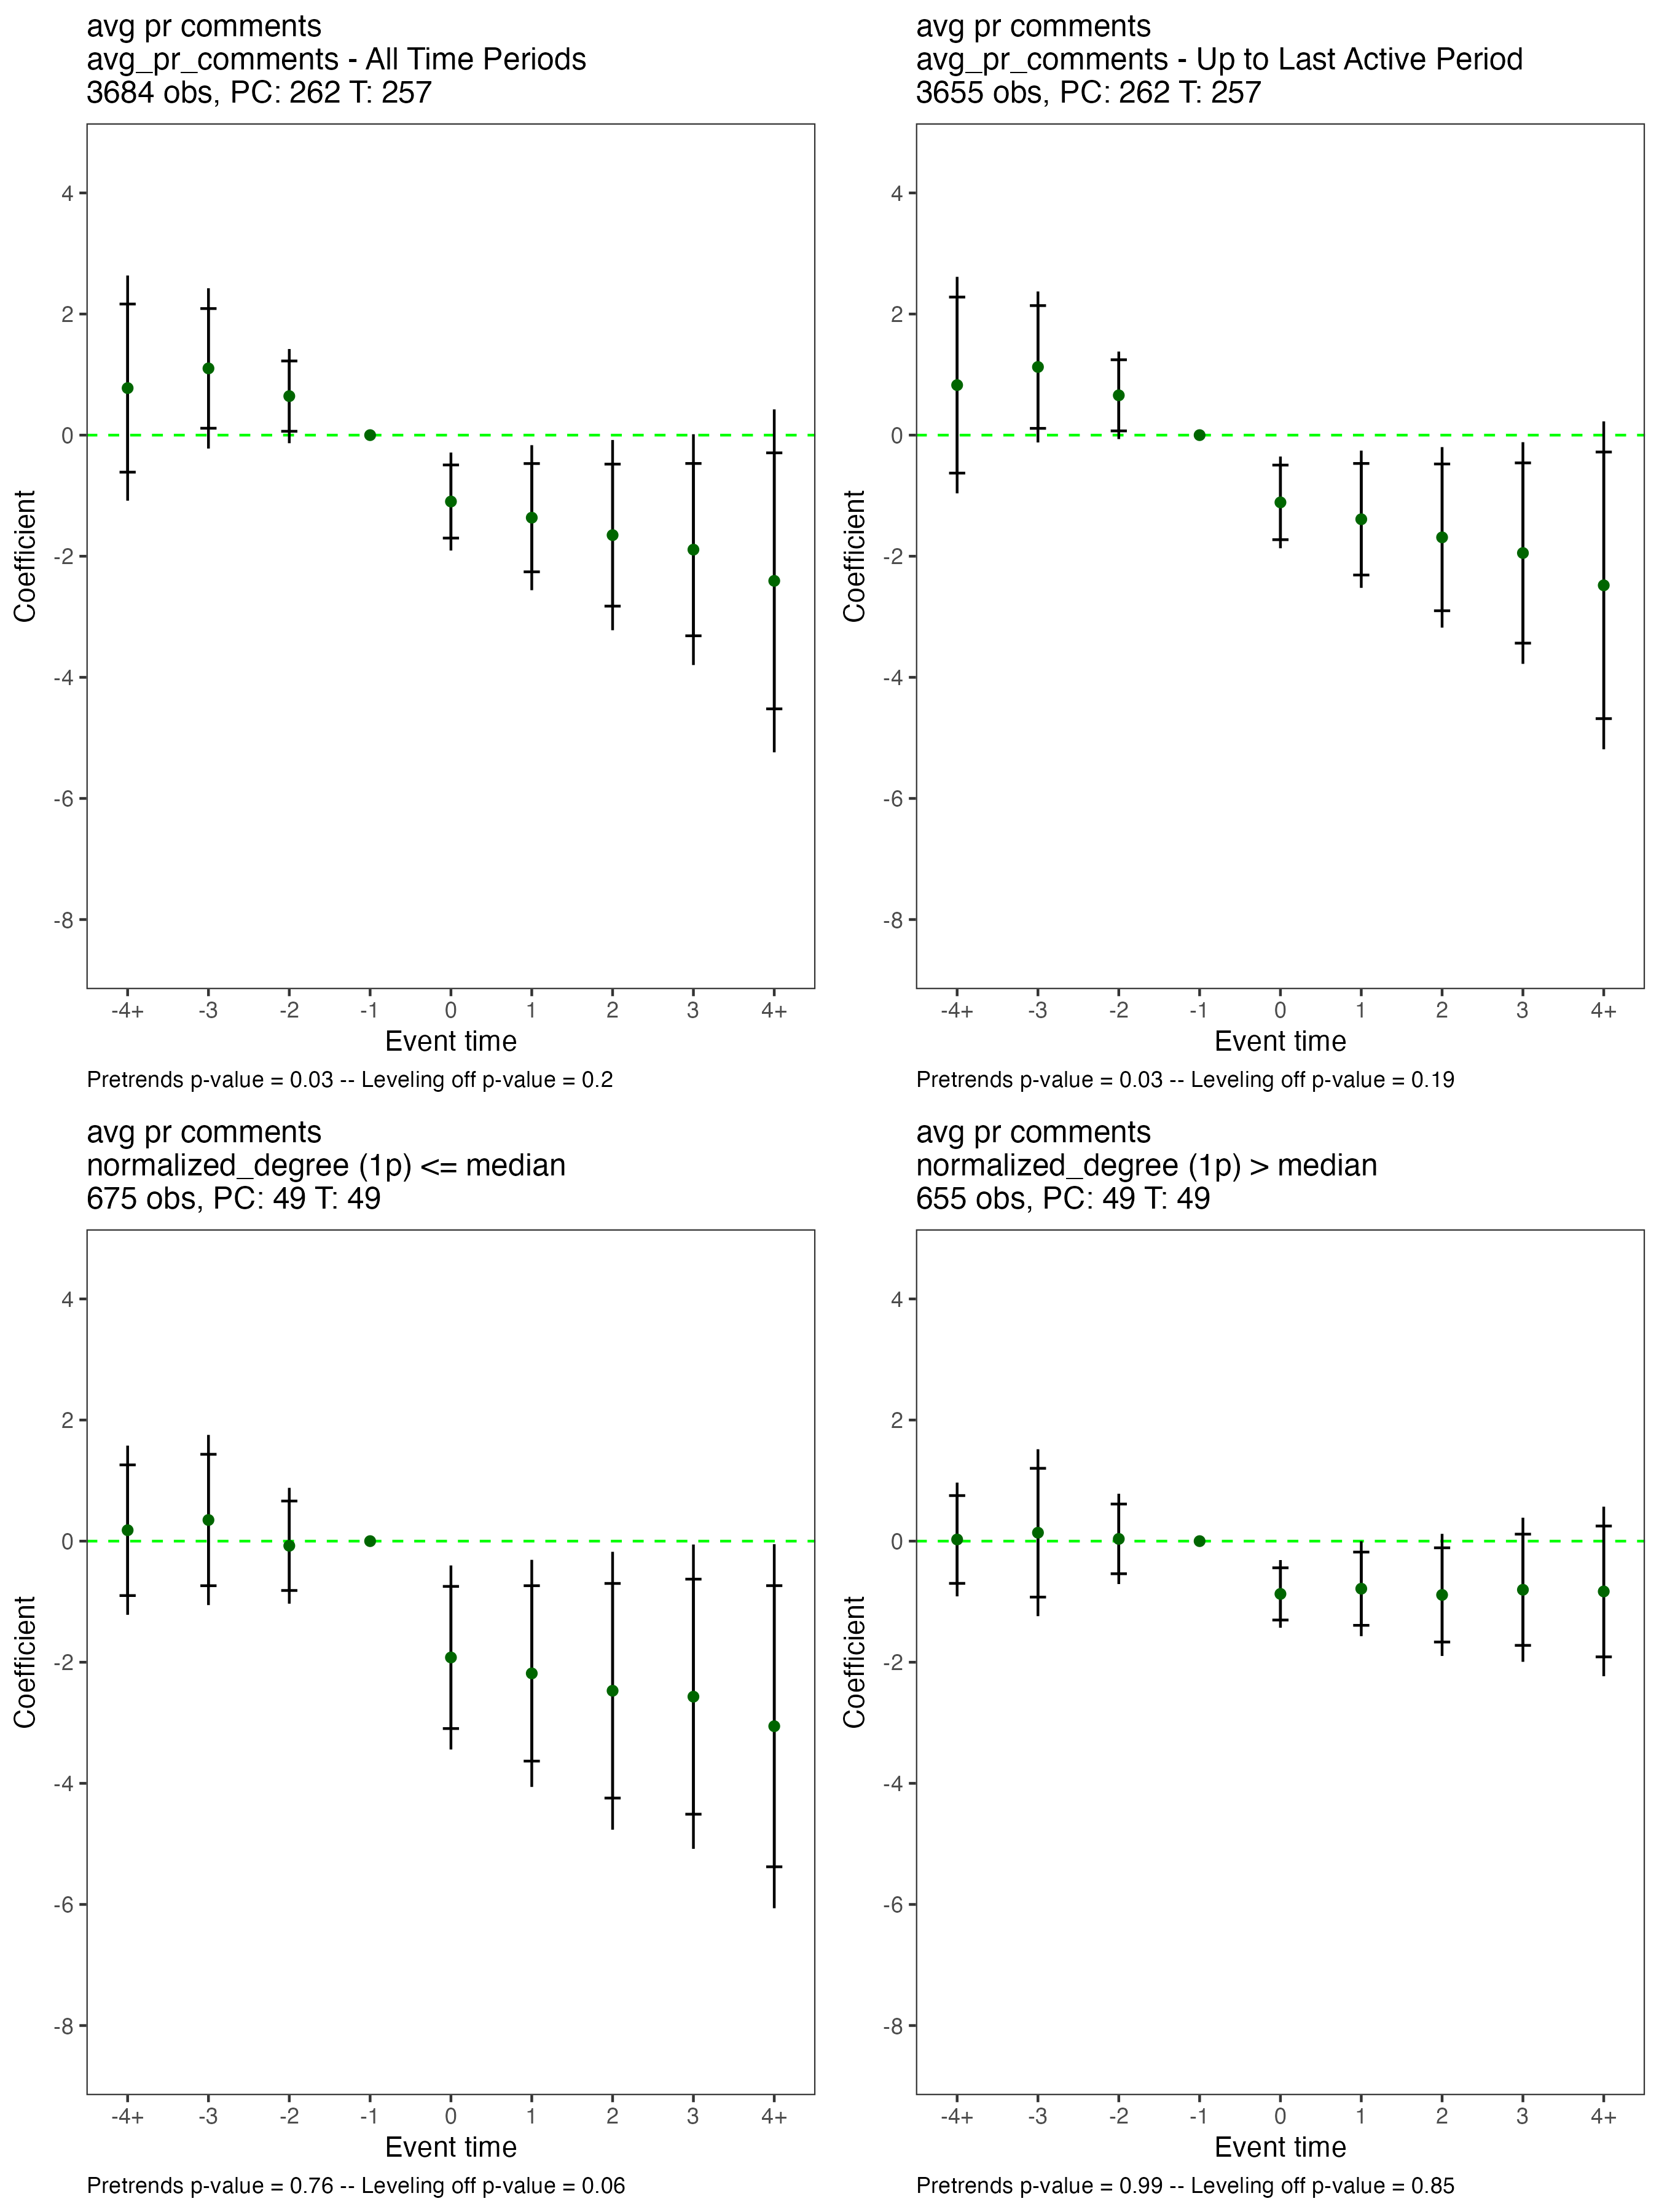 avg pr comments
avg_pr_comments - All Time Periods
3684 obs, PC: 262 T: 257
4
2
0
-2
-4
-6
-8
Coefficient
-4+ -3 -2 -1 0 1 2 3 4+
Event time
Pretrends p-value = 0.03 -- Leveling off p-value = 0.2
avg pr comments
avg_pr_comments - Up to Last Active Period
3655 obs, PC: 262 T: 257
4
2
0
-2
-4
-6
-8
Coefficient
-4+ -3 -2 -1 0 1 2 3 4+
Event time
Pretrends p-value = 0.03 -- Leveling off p-value = 0.19
avg pr comments
normalized_degree (1p) <= median
675 obs, PC: 49 T: 49
4
2
0
-2
-4
-6
-8
Coefficient
-4+ -3 -2 -1 0 1 2 3 4+
Event time
Pretrends p-value = 0.76 -- Leveling off p-value = 0.06
avg pr comments
normalized_degree (1p) > median
655 obs, PC: 49 T: 49
4
2
0
-2
-4
-6
-8
Coefficient
-4+ -3 -2 -1 0 1 2 3 4+
Event time
Pretrends p-value = 0.99 -- Leveling off p-value = 0.85